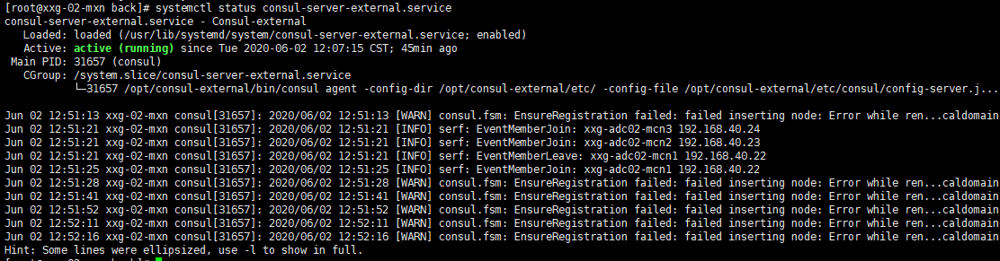 [root@xxg-02-mxn back]# systemctl status consul-server-external.service
consul-server-external.service - Consul-external
   Loaded: loaded (/usr/lib/systemd/system/consul-server-external.service; enabled)
   Active: active (running) since Tue 2020-06-02 12:07:15 CST; 45min ago
 Main PID: 31657 (consul)
   CGroup: /system.slice/consul-server-external.service
           └─31657 /opt/consul-external/bin/consul agent -config-dir /opt/consul-external/etc/ -config-file /opt/consul-external/etc/consul/config-server.j...

Jun 02 12:51:13 xxg-02-mxn consul[31657]: 2020/06/02 12:51:13 [WARN] consul.fsm: EnsureRegistration failed: failed inserting node: Error while ren...caldomain
Jun 02 12:51:21 xxg-02-mxn consul[31657]: 2020/06/02 12:51:21 [INFO] serf: EventMemberJoin: xxg-adc02-mcn3 192.168.40.24
Jun 02 12:51:21 xxg-02-mxn consul[31657]: 2020/06/02 12:51:21 [INFO] serf: EventMemberJoin: xxg-adc02-mcn2 192.168.40.23
Jun 02 12:51:21 xxg-02-mxn consul[31657]: 2020/06/02 12:51:21 [INFO] serf: EventMemberLeave: xxg-adc02-mcn1 192.168.40.22
Jun 02 12:51:25 xxg-02-mxn consul[31657]: 2020/06/02 12:51:25 [INFO] serf: EventMemberJoin: xxg-adc02-mcn1 192.168.40.22
Jun 02 12:51:28 xxg-02-mxn consul[31657]: 2020/06/02 12:51:28 [WARN] consul.fsm: EnsureRegistration failed: failed inserting node: Error while ren...caldomain
Jun 02 12:51:41 xxg-02-mxn consul[31657]: 2020/06/02 12:51:41 [WARN] consul.fsm: EnsureRegistration failed: failed inserting node: Error while ren...caldomain
Jun 02 12:51:52 xxg-02-mxn consul[31657]: 2020/06/02 12:51:52 [WARN] consul.fsm: EnsureRegistration failed: failed inserting node: Error while ren...caldomain
Jun 02 12:52:11 xxg-02-mxn consul[31657]: 2020/06/02 12:52:11 [WARN] consul.fsm: EnsureRegistration failed: failed inserting node: Error while ren...caldomain
Jun 02 12:52:16 xxg-02-mxn consul[31657]: 2020/06/02 12:52:16 [WARN] consul.fsm: EnsureRegistration failed: failed inserting node: Error while ren...caldomain
Hint: Some lines were ellipsized, use -l to show in full.